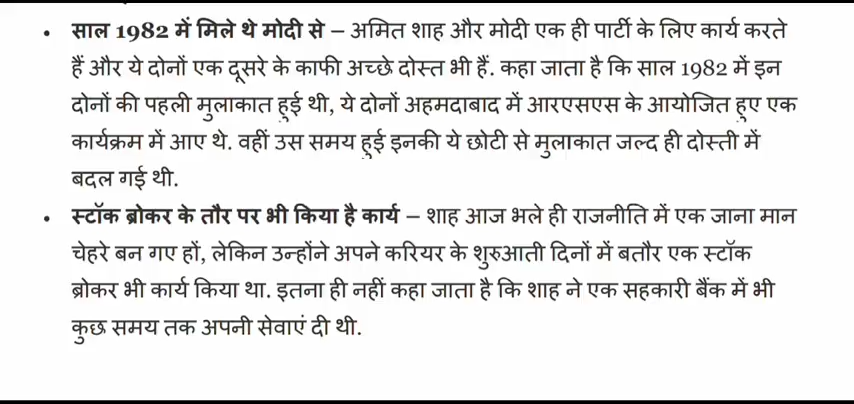 • साल 1982 में मिले थे मोदी से – अमित शाह और मोदी एक ही पार्टी के लिए कार्य करते
हैं और ये दोनों एक दूसरे के काफी अच्छे दोस्त भी हैं. कहा जाता है कि साल 1982 में इन
दोनों की पहली मुलाकात हुई थी, ये दोनों अहमदाबाद में आरएसएस के आयोजित हुए एक
कार्यक्रम में आए थे. वहीं उस समय हुई इनकी ये छोटी से मुलाकात जल्द ही दोस्ती में
बदल गई थी.
• स्टॉक ब्रोकर के तौर पर भी किया है कार्य – शाह आज भले ही राजनीति में एक जाना मान
चेहरे बन गए हों, लेकिन उन्होंने अपने करियर के शुरुआती दिनों में बतौर एक स्टॉक
ब्रोकर भी कार्य किया था. इतना ही नहीं कहा जाता है कि शाह ने एक सहकारी बैंक में भी
कुछ समय तक अपनी सेवाएं दी थी.